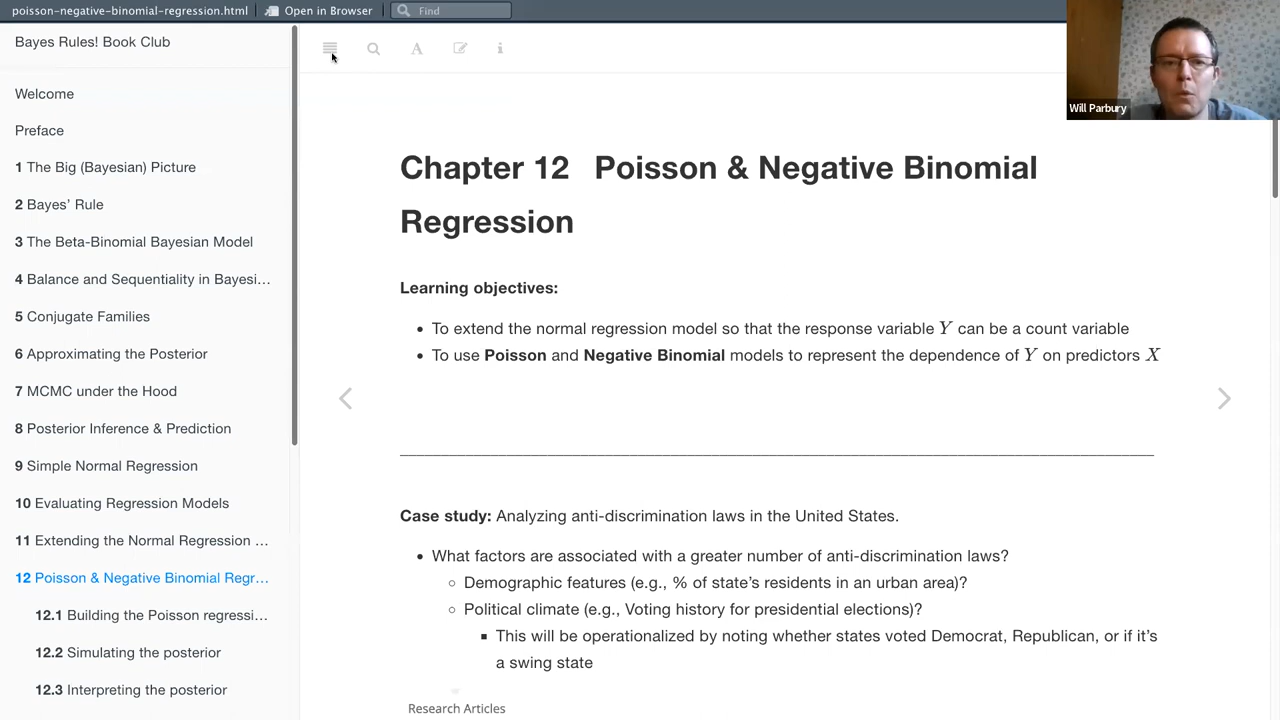 poisson-negative-binomial-regression.html
Open in Browser
Find
Bayes Rules! Book Club
Welcome
Preface
1 The Big (Bayesian) Picture
2 Bayes’ Rule
3 The Beta-Binomial Bayesian Model
4 Balance and Sequentiality in Bayesi…
5 Conjugate Families
6 Approximating the Posterior
7 MCMC under the Hood
8 Posterior Inference & Prediction
9 Simple Normal Regression
10 Evaluating Regression Models
11 Extending the Normal Regression …
12 Poisson & Negative Binomial Regr…
12.1 Building the Poisson regressi…
12.2 Simulating the posterior
12.3 Interpreting the posterior
A
i
Will Parbury
Chapter 12 Poisson & Negative Binomial
Regression
Learning objectives:
• To extend the normal regression model so that the response variable Y can be a count variable
• To use Poisson and Negative Binomial models to represent the dependence of Y on predictors X
Case study: Analyzing anti-discrimination laws in the United States.
• What factors are associated with a greater number of anti-discrimination laws?
◦ Demographic features (e.g., % of state’s residents in an urban area)?
◦ Political climate (e.g., Voting history for presidential elections)?
▪ This will be operationalized by noting whether states voted Democrat, Republican, or if it’s
a swing state
Research Articles